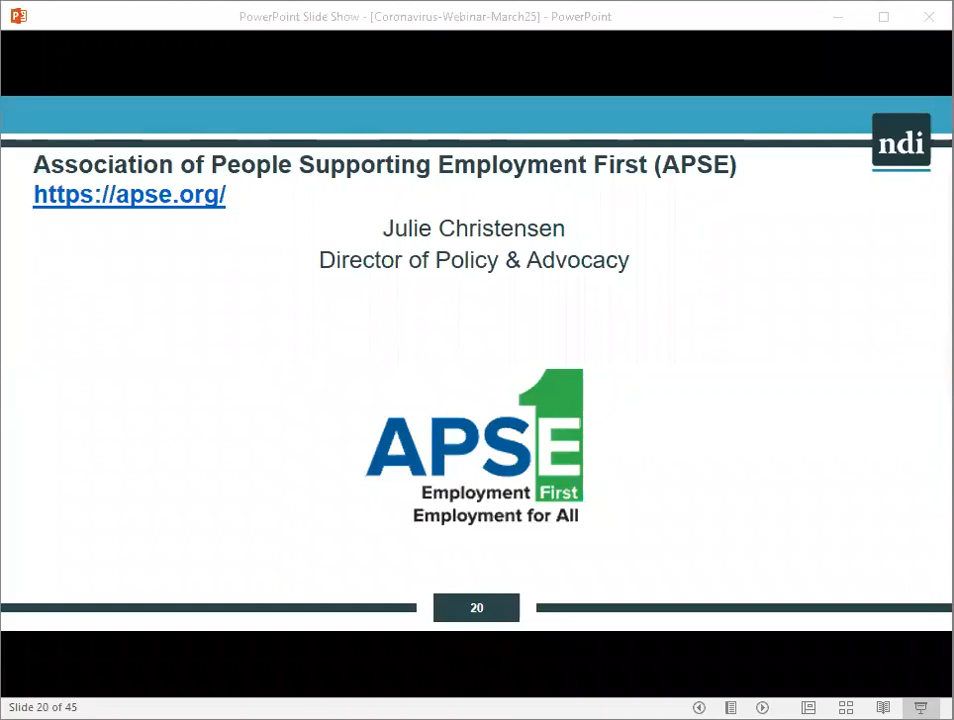 PowerPoint Slide Show - [Coronavirus-Webinar-March25] - PowerPoint
ndi
Association of People Supporting Employment First (APSE)
https://apse.org/
Julie Christensen
Director of Policy & Advocacy
1
APSE
Employment First
Employment for All
20
Slide 20 of 45